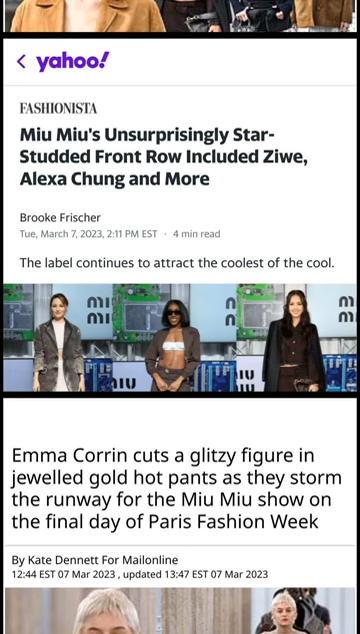 < yahoo!
FASHIONISTA
Miu Miu's Unsurprisingly Star-
Studded Front Row Included Ziwe,
Alexa Chung and More
Brooke Frischer
Tue, March 7, 2023, 2:11 PM EST · 4 min read
The label continues to attract the coolest of the cool.
Emma Corrin cuts a glitzy figure in
jewelled gold hot pants as they storm
the runway for the Miu Miu show on
the final day of Paris Fashion Week
By Kate Dennett For Mailonline
12:44 EST 07 Mar 2023 , updated 13:47 EST 07 Mar 2023